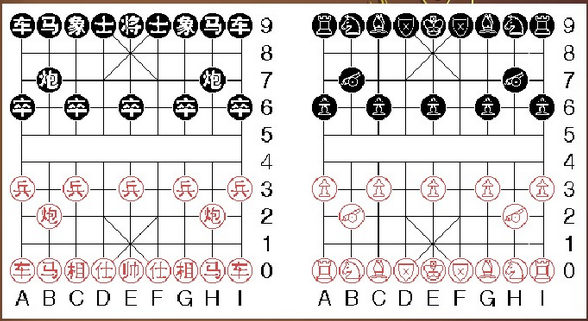 车马象士将士象马车 9 9
8 8
炮 炮 7 7
卒 卒 卒 卒 卒 6 6
5 5
4 4
兵 兵 兵 兵 兵 3 3
炮 炮 2 2
1 1
车马相仕帅仕相马车 0 0
A B C D E F G H I A B C D E F G H I